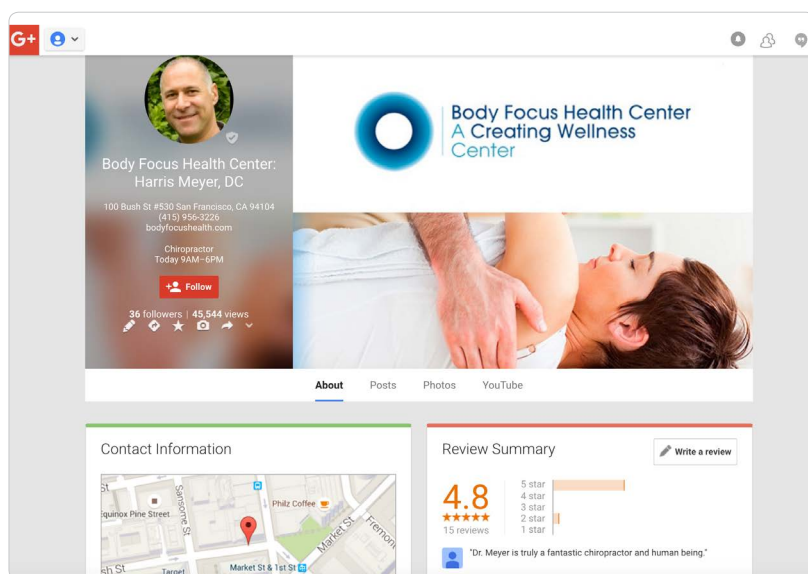 G+
Body Focus Health Center
A Creating Wellness
Center
Body Focus Health Center:
Harris Meyer, DC
100 Bush St #530 San Francisco, CA 94104
(415) 956-3226
bodyfocushealth.com
Chiropractor
Today 9AM–6PM
Follow
36 followers | 45,544 views
About Posts Photos YouTube
Contact Information
St
Equinox Pine Street
Sansome St
Philz Coffee
Market St
Fremont
sh St
Target
Market St & 1st St
Review Summary
Write a review
4.8
15 reviews
5 star
4 star
3 star
2 star
1 star
"Dr. Meyer is truly a fantastic chiropractor and human being."